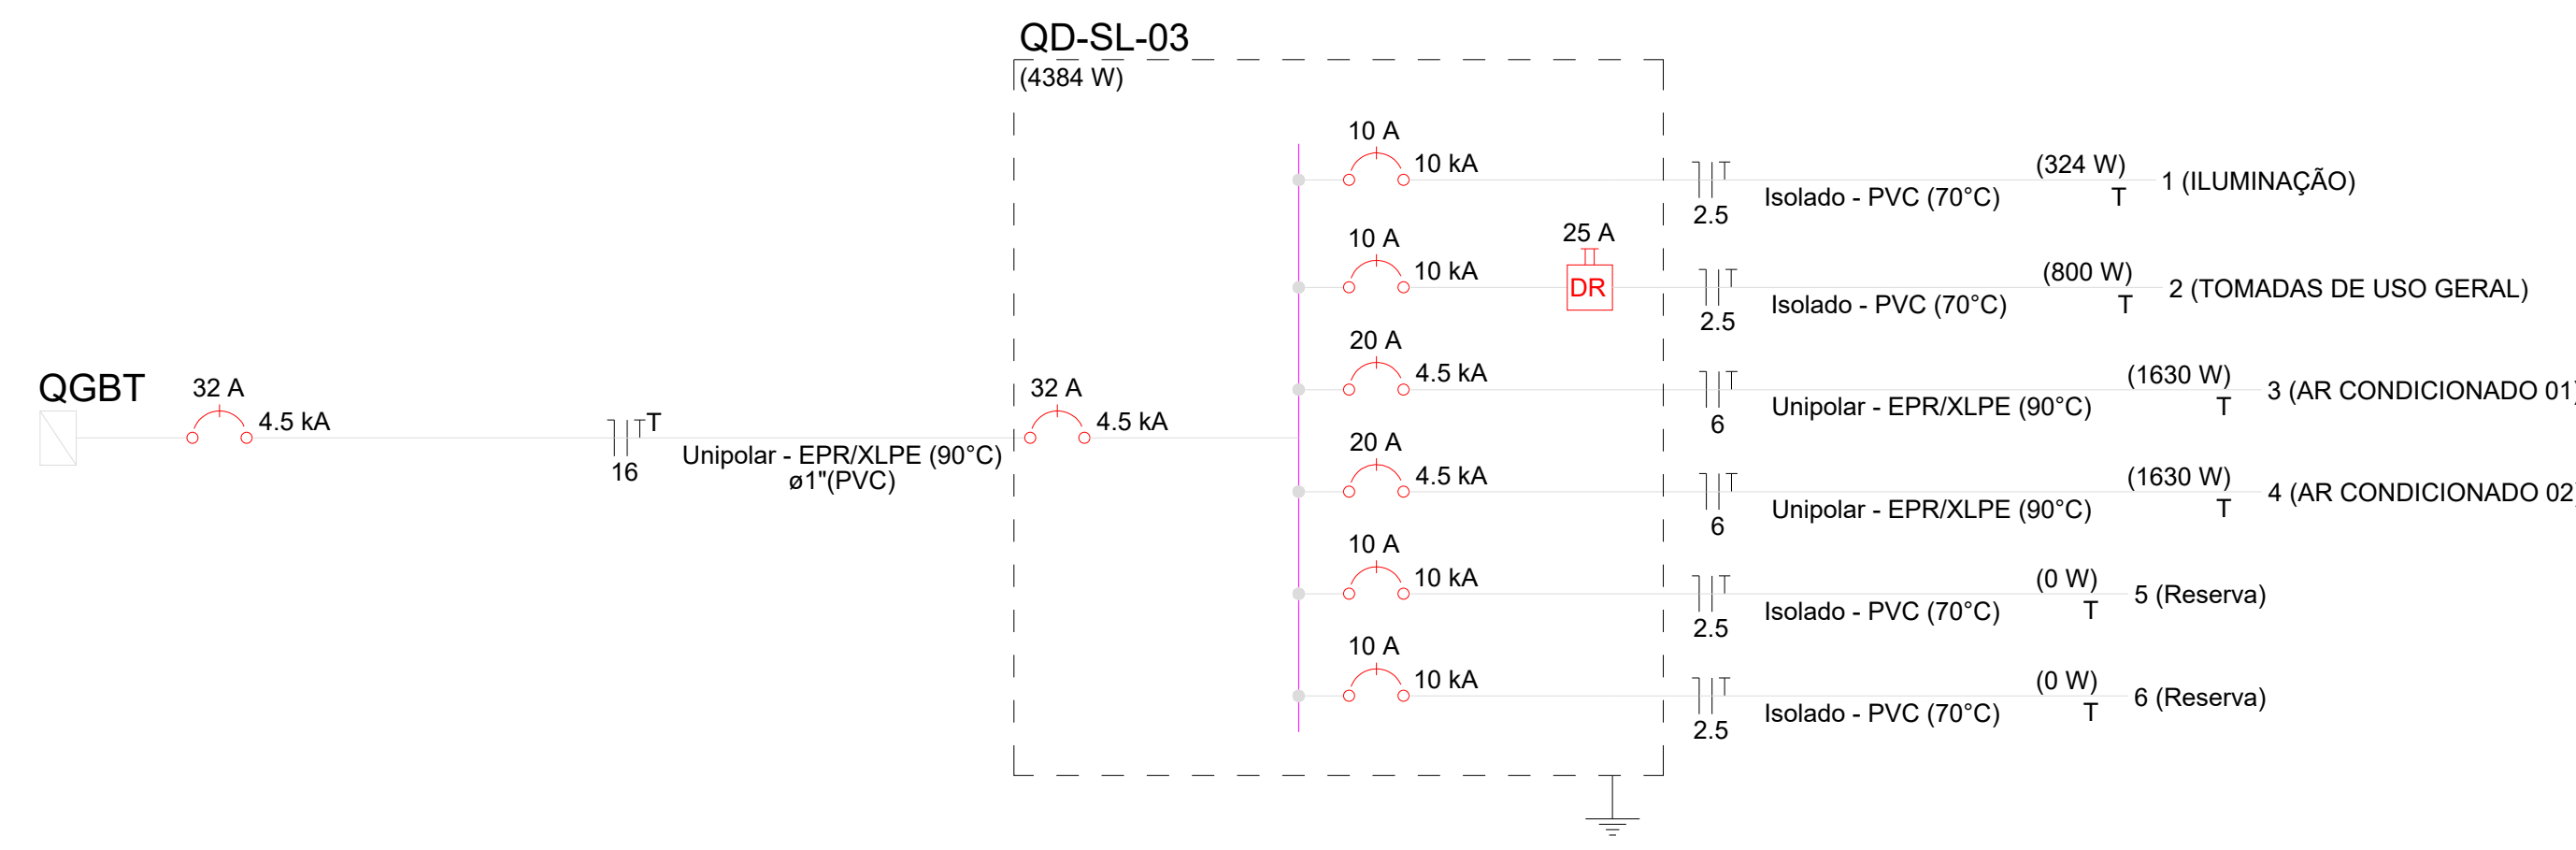 QD-SL-03
(4384 W)
10 A
10 kA
2.5
Isolado - PVC (70°C)
(324 W)
T
1 (ILUMINAÇÃO)
10 A
10 kA
25 A
DR
2.5
Isolado - PVC (70°C)
(800 W)
T
2 (TOMADAS DE USO GERAL)
20 A
4.5 kA
6
Unipolar - EPR/XLPE (90°C)
(1630 W)
T
3 (AR CONDICIONADO 01)
QGBT
32 A
4.5 kA
T
16
Unipolar - EPR/XLPE (90°C)
ø1"(PVC)
32 A
4.5 kA
20 A
4.5 kA
6
Unipolar - EPR/XLPE (90°C)
(1630 W)
T
4 (AR CONDICIONADO 02)
10 A
10 kA
2.5
Isolado - PVC (70°C)
(0 W)
T
5 (Reserva)
10 A
10 kA
2.5
Isolado - PVC (70°C)
(0 W)
T
6 (Reserva)